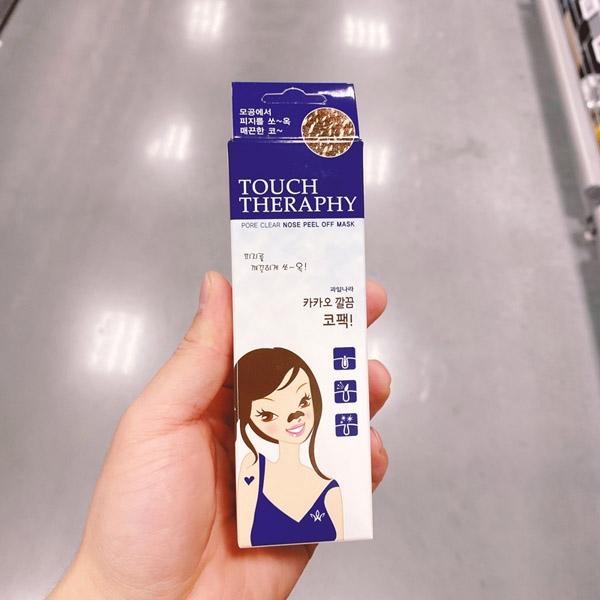 모공에서
피지를 쏘~옥
매끈한 코~
TOUCH
THERAPHY
PORE CLEAR NOSE PEEL OFF MASK
피지를
깨끗하게 쏘~옥!
과일나라
카카오 깔끔
코팩!